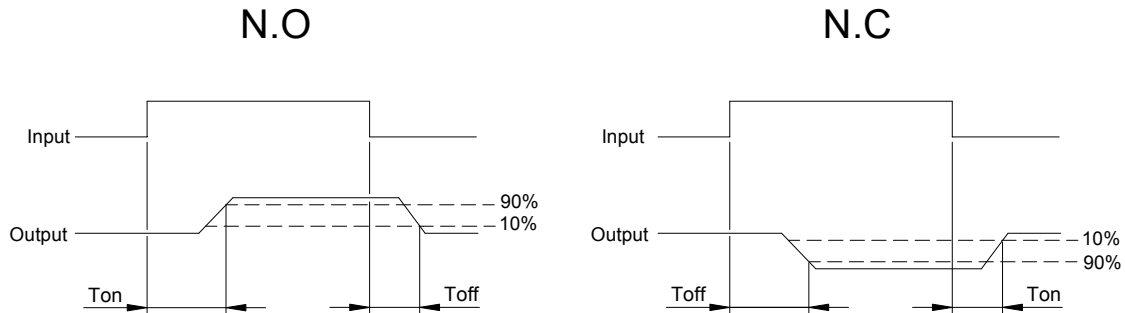 N.O
N.C
Input
Output
90%
10%
Ton
Toff
Input
Output
10%
90%
Toff
Ton